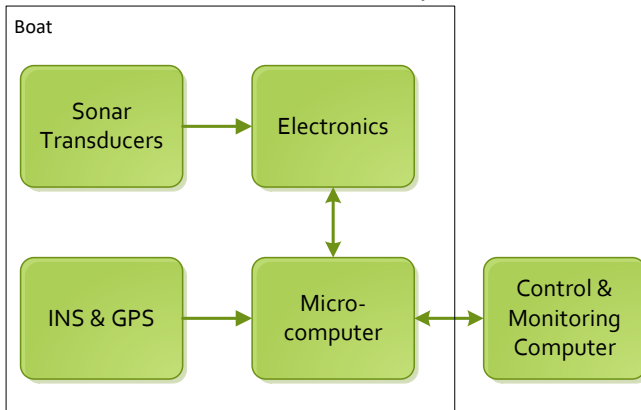 Boat
Sonar
Transducers
Electronics
INS & GPS
Micro-
computer
Control &
Monitoring
Computer